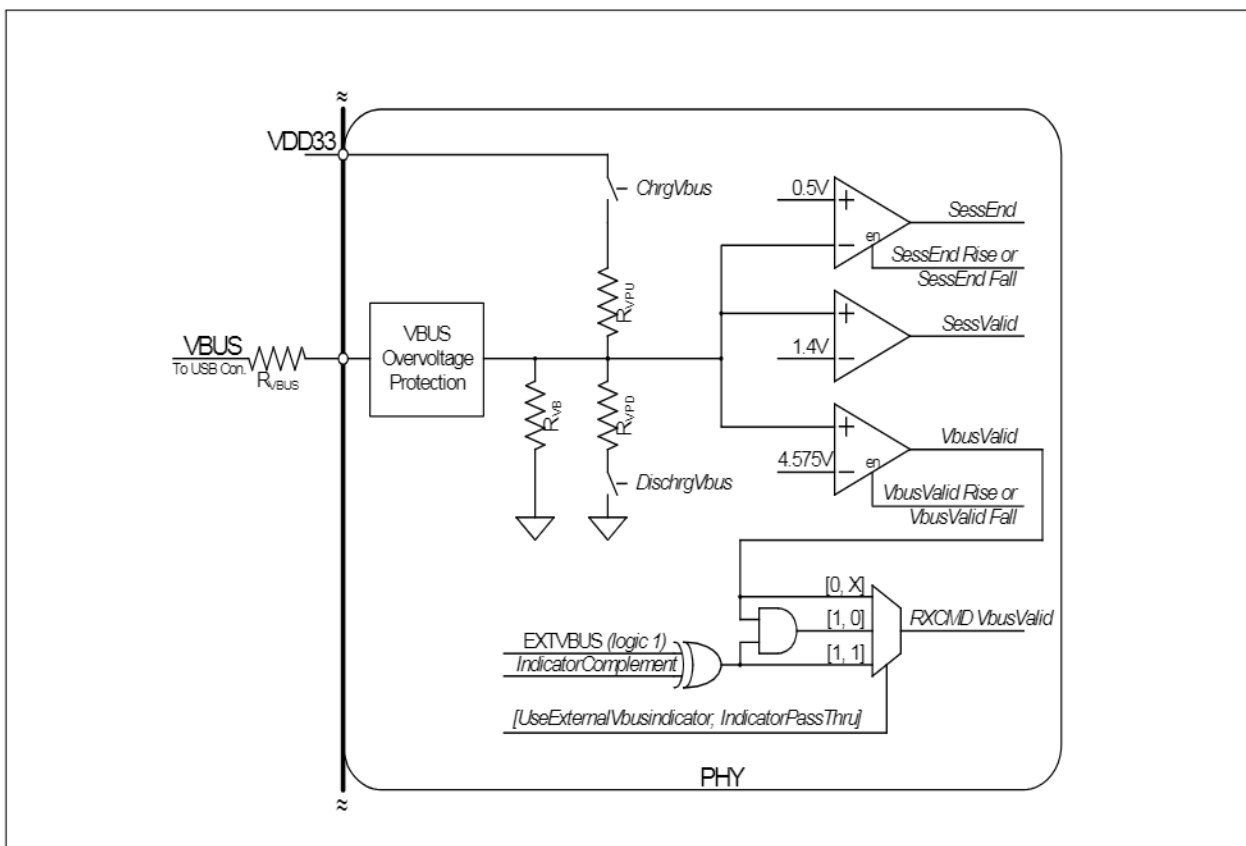 ≈
VDD33
ChrgVbus
0.5V
+
−
en
SessEnd
SessEnd Rise or
SessEnd Fall
RVPU
VBUS
To USB Con.
RVBUS
VBUS
Overvoltage
Protection
+
1.4V
−
SessValid
RVB
RVPD
+
4.575V
−
en
VbusValid
DischrgVbus
VbusValid Rise or
VbusValid Fall
[0, X]
[1, 0]
[1, 1]
RXCMD VbusValid
EXTVBUS (logic 1)
IndicatorComplement
[UseExternalVbusindicator, IndicatorPassThru]
PHY
≈